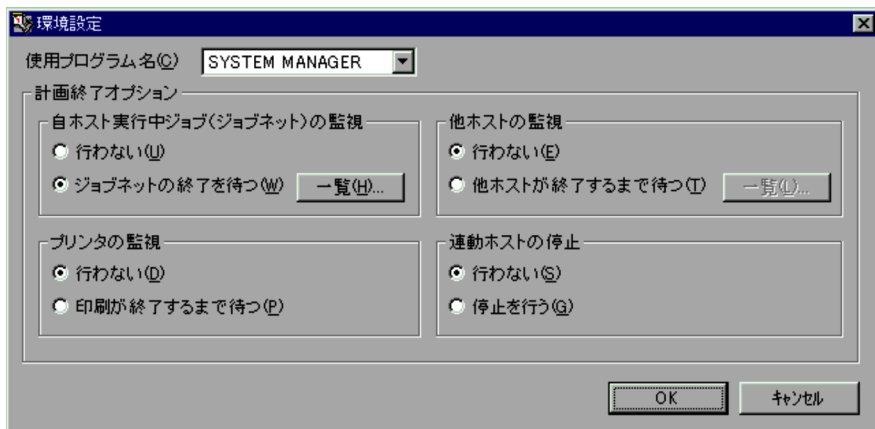 環境設定
使用プログラム名(C) SYSTEM MANAGER
計画終了オプション
自ホスト実行中ジョブ(ジョブネット)の監視
行わない(U)
ジョブネットの終了を待つ(W) 一覧(H)...
他ホストの監視
行わない(E)
他ホストが終了するまで待つ(T) 一覧(L)...
プリンタの監視
行わない(D)
印刷が終了するまで待つ(P)
連動ホストの停止
行わない(S)
停止を行う(G)
OK キャンセル